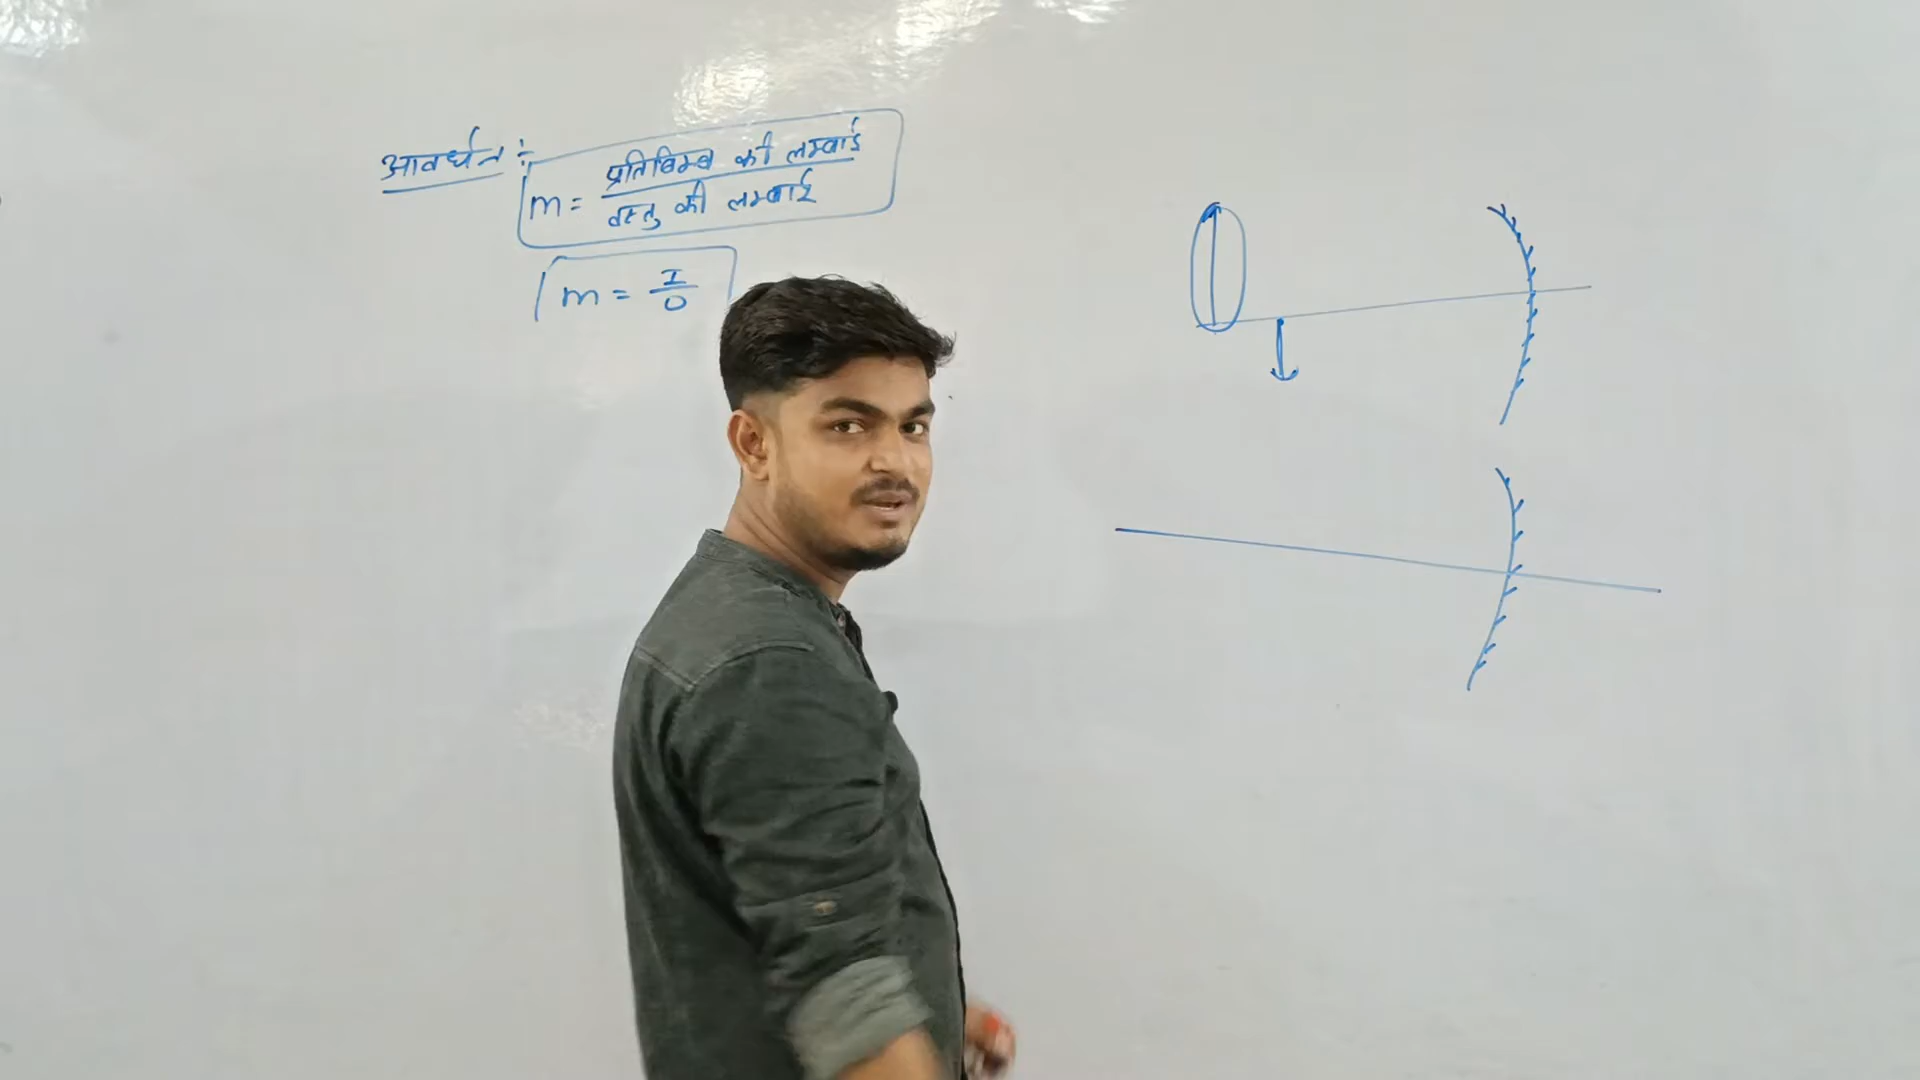 आवर्धन :-
m = प्रतिबिम्ब की लम्बाई
वस्तु की लम्बाई
m = I
O